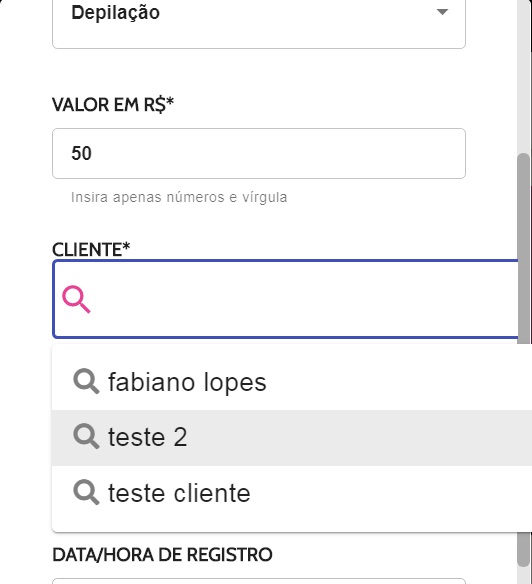 Depilação
VALOR EM R$*
50
Insira apenas números e vírgula
CLIENTE*
fabiano lopes
teste 2
teste cliente
DATA/HORA DE REGISTRO